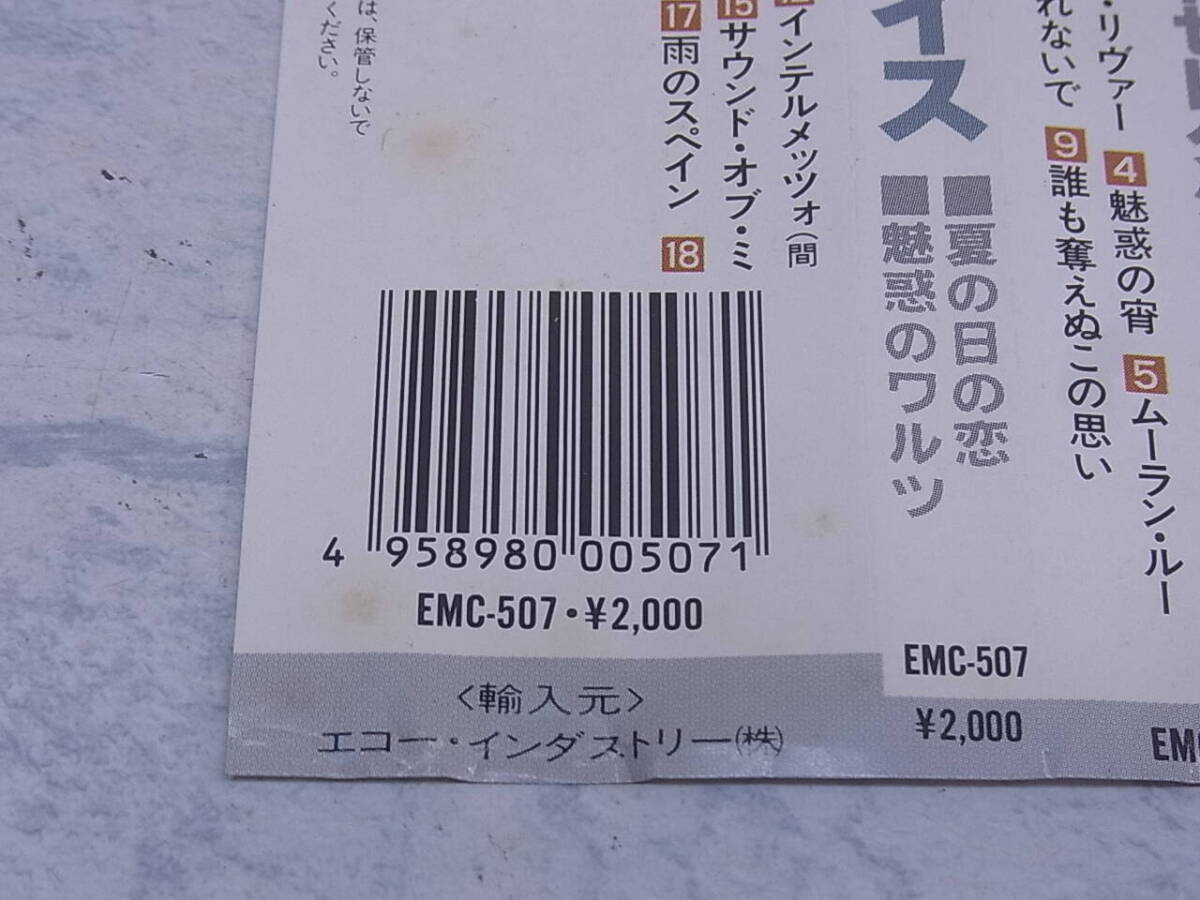 ・リヴァー 4 魅惑の宵 5 ムーラン・ルー
れないで 9 誰も奪えぬこの思い
イス
■夏の日の恋
■魅惑のワルツ
EMC-507
¥2,000
インテルメッツォ(間
15 サウンド・オブ・ミ
17 雨のスペイン 18
は、保管しないで
ください。
4 958980 005071
EMC-507・¥2,000
<輸入元>
エコー・インダストリー㈱
EMC